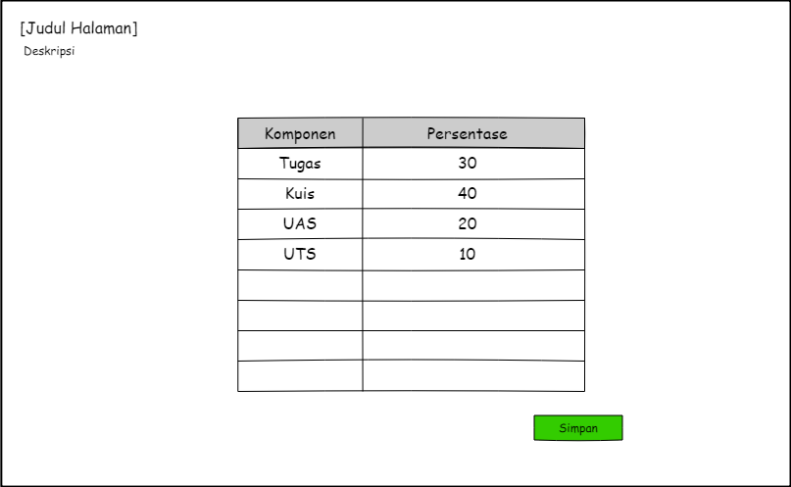 [Judul Halaman]
Deskripsi
Komponen Persentase
Tugas 30
Kuis 40
UAS 20
UTS 10
Simpan